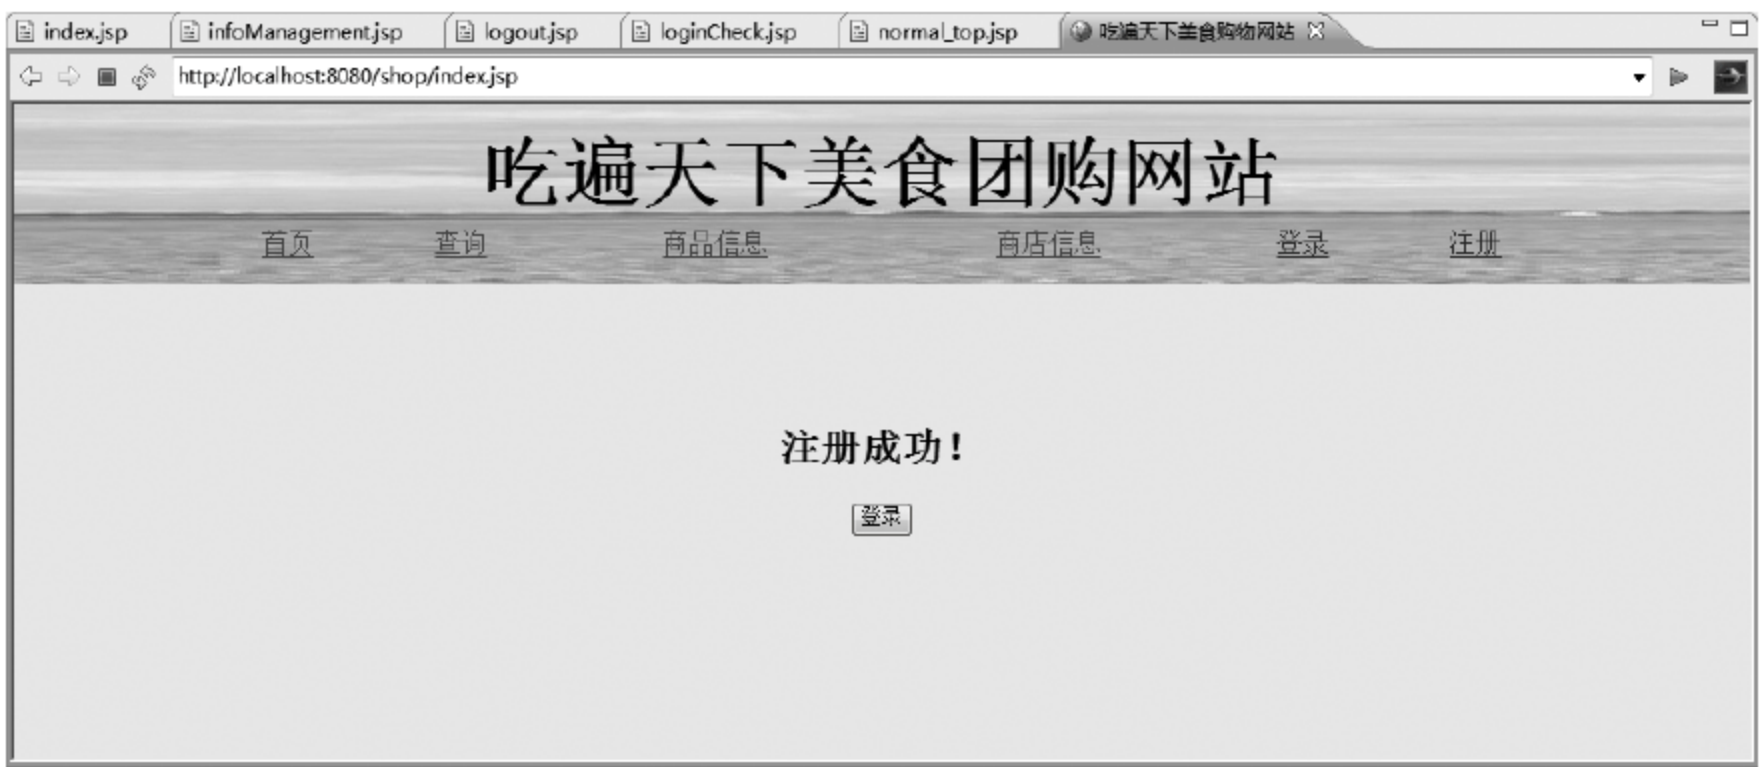 index.jsp infoManagement.jsp logout.jsp loginCheck.jsp normal_top.jsp 吃遍天下美食购物网站
http://localhost:8080/shop/index.jsp
吃遍天下美食团购网站
首页 查询 商品信息 商店信息 登录 注册
注册成功!
登录